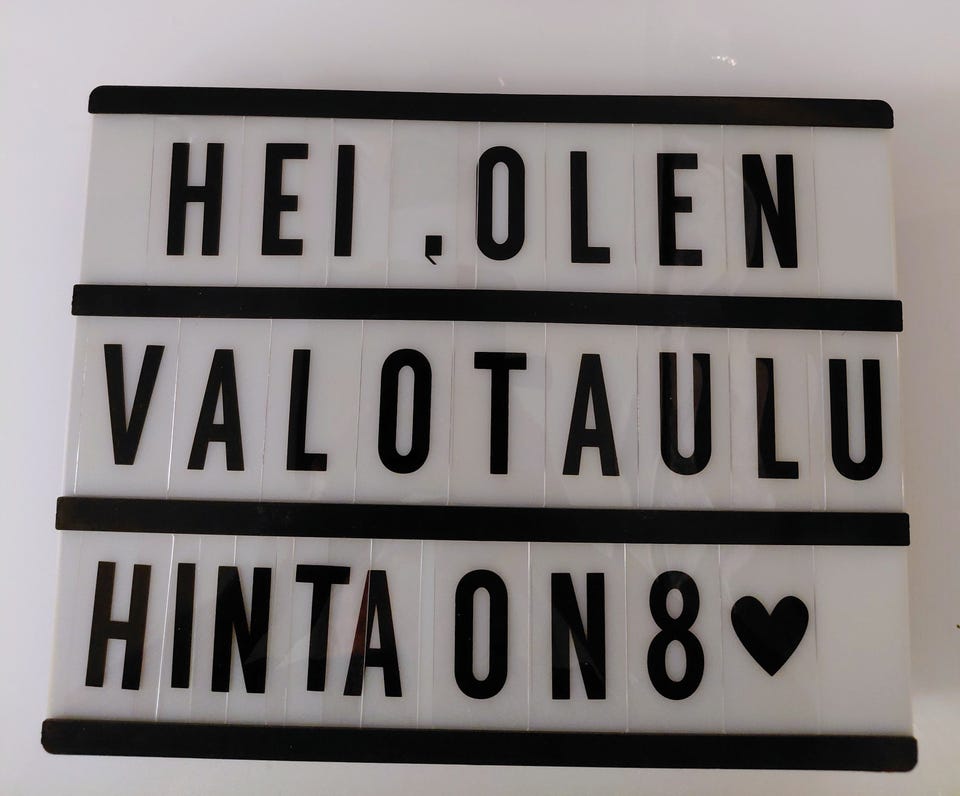 HEI ,OLEN
VALOTAULU
HINTA ON 8♥